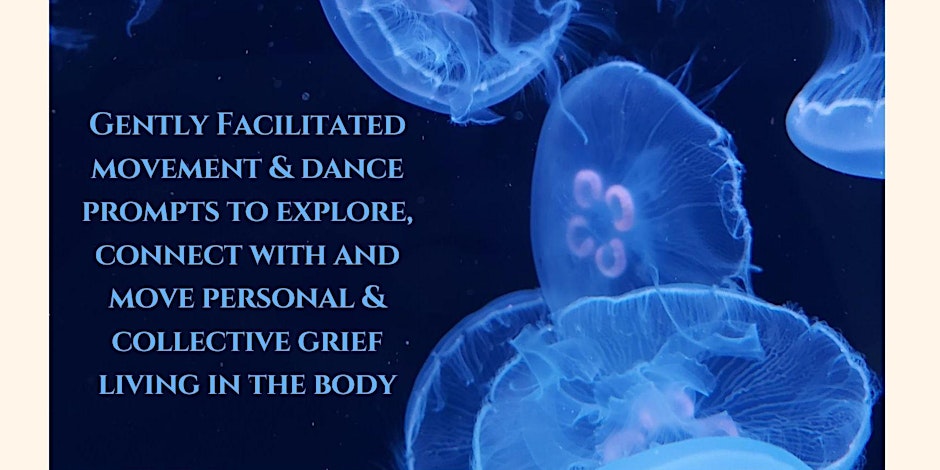 Gently Facilitated
movement & dance
prompts to explore,
connect with and
move personal &
collective grief
living in the body